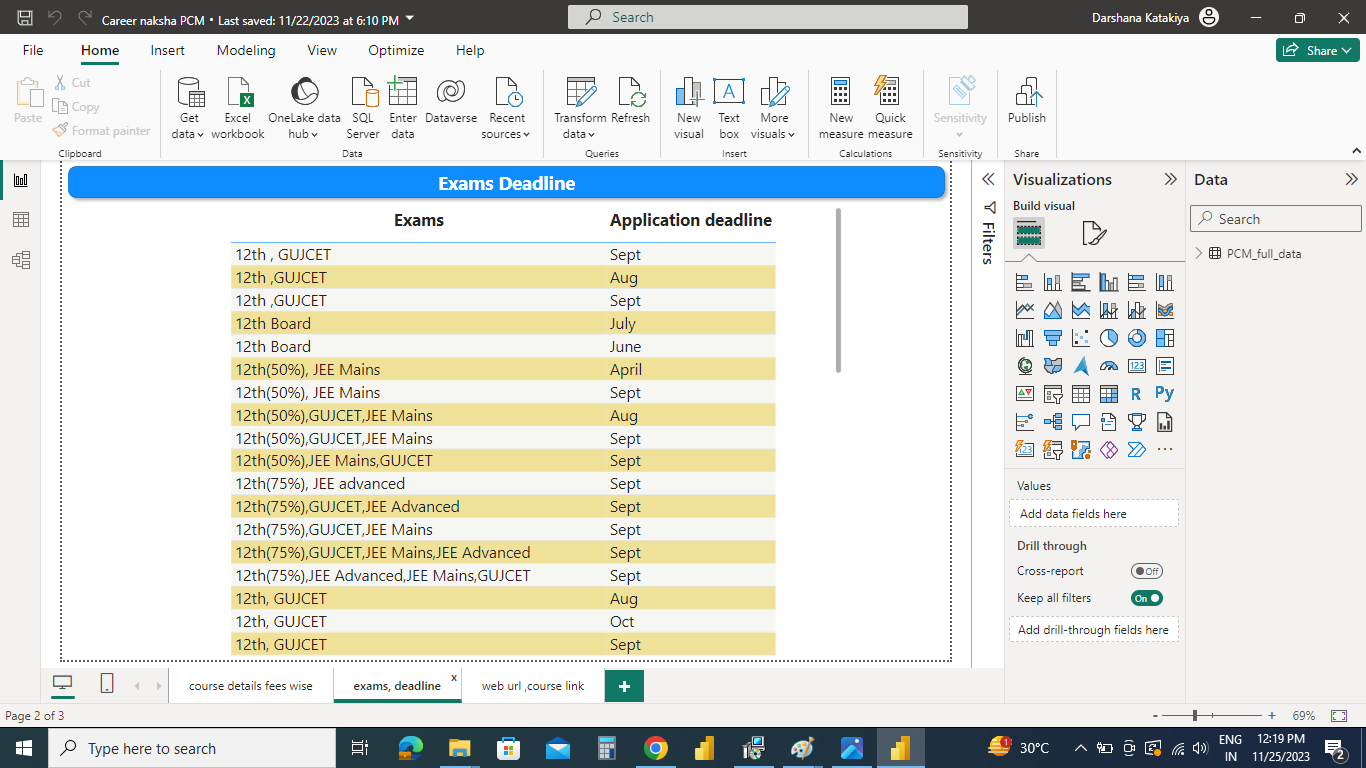 Career naksha PCM • Last saved: 11/22/2023 at 6:10 PM
Search
Darshana Katakiya
File Home Insert Modeling View Optimize Help
Share
Paste
Cut
Copy
Format painter
Clipboard
Get data
Excel workbook
OneLake data hub
SQL Server
Enter data
Dataverse
Recent sources
Data
Transform data
Refresh
Queries
New visual
Text box
More visuals
Insert
New measure
Quick measure
Calculations
Sensitivity
Sensitivity
Publish
Share
Exams Deadline
Exams Application deadline
12th , GUJCET Sept
12th ,GUJCET Aug
12th ,GUJCET Sept
12th Board July
12th Board June
12th(50%), JEE Mains April
12th(50%), JEE Mains Sept
12th(50%),GUJCET,JEE Mains Aug
12th(50%),GUJCET,JEE Mains Sept
12th(50%),JEE Mains,GUJCET Sept
12th(75%), JEE advanced Sept
12th(75%),GUJCET,JEE Advanced Sept
12th(75%),GUJCET,JEE Mains Sept
12th(75%),GUJCET,JEE Mains,JEE Advanced Sept
12th(75%),JEE Advanced,JEE Mains,GUJCET Sept
12th, GUJCET Aug
12th, GUJCET Oct
12th, GUJCET Sept
Filters
Visualizations
Build visual
123
R
Py
123
Values
Add data fields here
Drill through
Cross-report Off
Keep all filters On
Add drill-through fields here
Data
Search
PCM_full_data
course details fees wise
exams, deadline x
web url ,course link
+
Page 2 of 3
- + 69%
Type here to search
1
30°C
ENG
IN
12:19 PM
11/25/2023
2